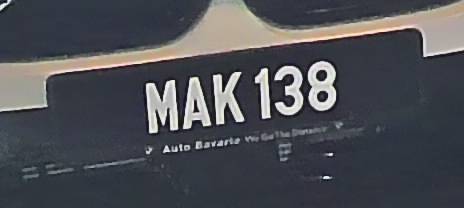 MAK 138
Auto Bavaria We Go The Distance